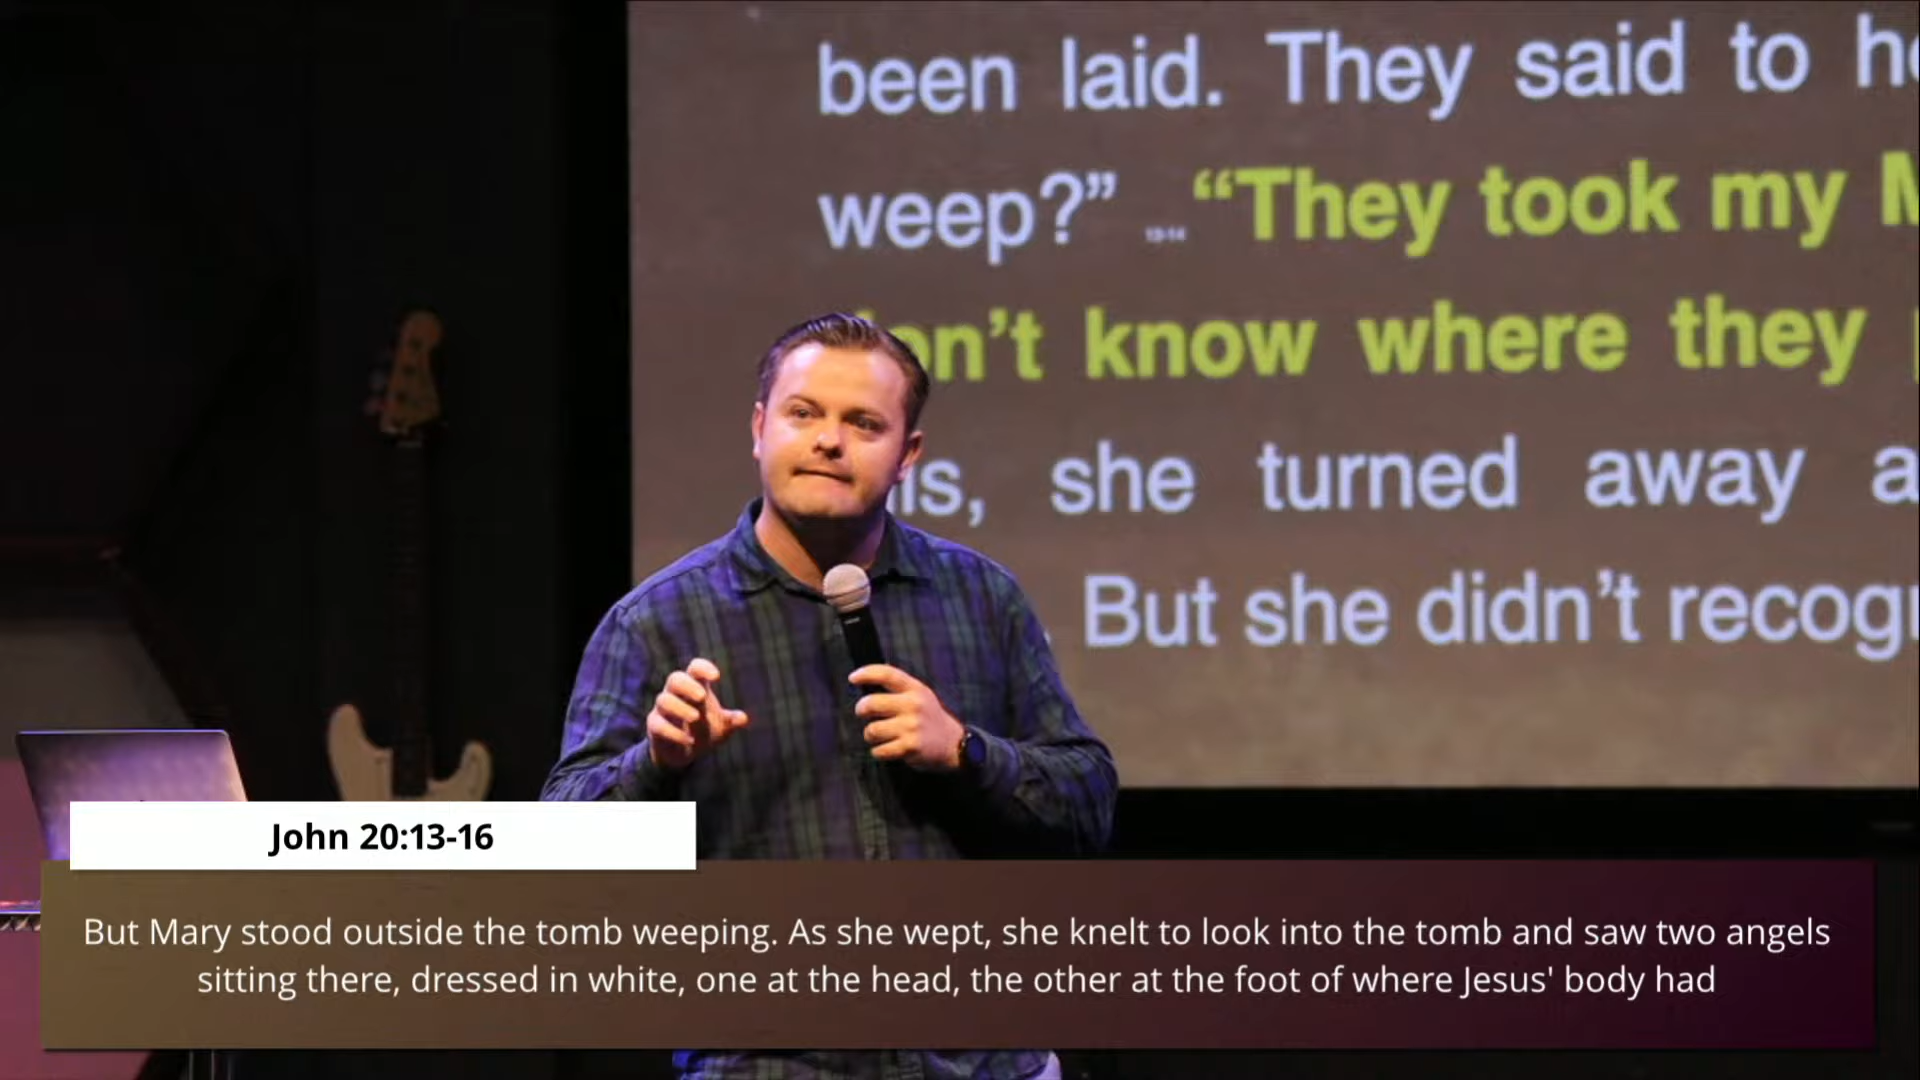 been laid. They said to
weep?” 13-14 “They took my
don’t know where they
she turned away
But she didn’t
John 20:13-16
But Mary stood outside the tomb weeping. As she wept, she knelt to look into the tomb and saw two angels
sitting there, dressed in white, one at the head, the other at the foot of where Jesus' body had